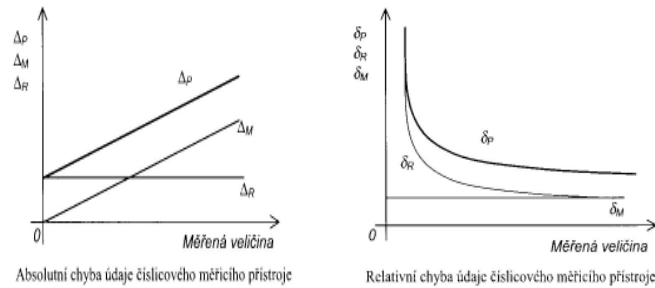 Δ_P
Δ_M
Δ_R
Δ_P
Δ_M
Δ_R
0
Měřená veličina
Absolutní chyba údaje číslicového měřicího přístroje
δ_P
δ_R
δ_M
δ_P
δ_R
δ_M
0
Měřená
veličina
Relativní chyba údaje číslicového měřicího přístroje